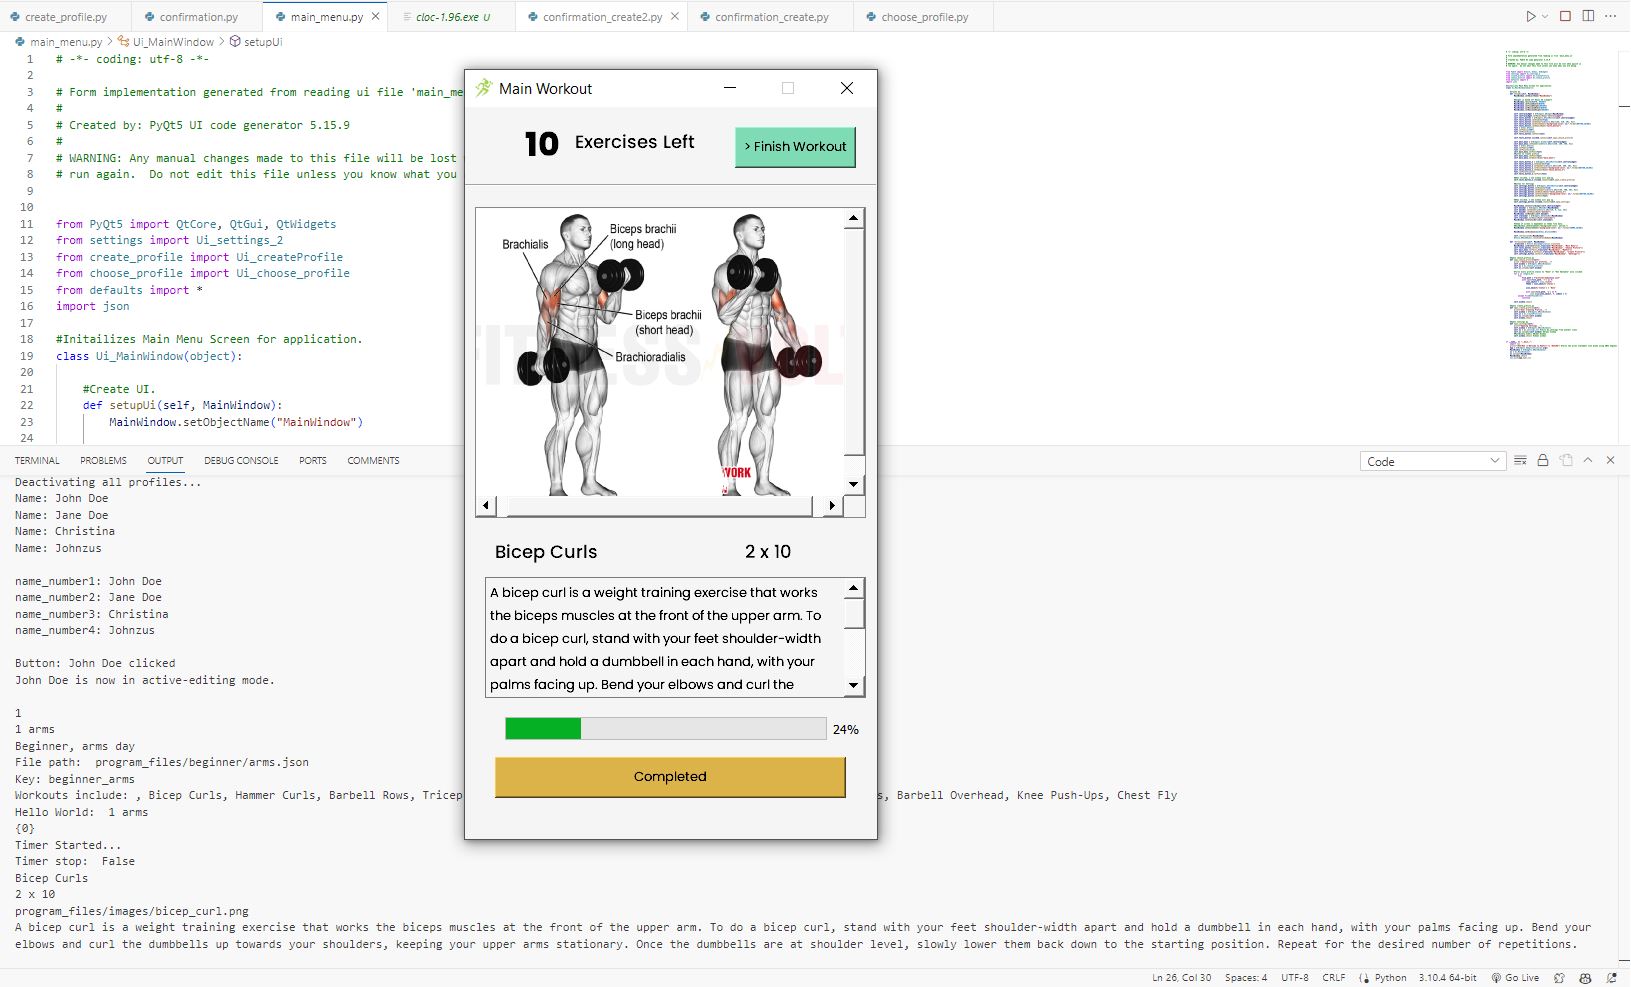 create_profile.py
confirmation.py
main_menu.py
cloc-1.96.exe U
confirmation_create2.py
confirmation_create.py
choose_profile.py
main_menu.py > Ui_MainWindow > setupUi
1 # -*- coding: utf-8 -*-
2
3 # Form implementation generated from reading ui file 'main_me
4 #
5 # Created by: PyQt5 UI code generator 5.15.9
6 #
7 # WARNING: Any manual changes made to this file will be lost
8 # run again. Do not edit this file unless you know what you
9
10
11 from PyQt5 import QtCore, QtGui, QtWidgets
12 from settings import Ui_settings_2
13 from create_profile import Ui_createProfile
14 from choose_profile import Ui_choose_profile
15 from defaults import *
16 import json
17
18 #Initailizes Main Menu Screen for application.
19 class Ui_MainWindow(object):
20
21 #Create UI.
22 def setupUi(self, MainWindow):
23 MainWindow.setObjectName("MainWindow")
24
Main Workout
10 Exercises Left
> Finish Workout
Brachialis
Biceps brachii
(long head)
Biceps brachii
(short head)
Brachioradialis
FITNESS VOLT
WORK
Bicep Curls 2 x 10
A bicep curl is a weight training exercise that works
the biceps muscles at the front of the upper arm. To
do a bicep curl, stand with your feet shoulder-width
apart and hold a dumbbell in each hand, with your
palms facing up. Bend your elbows and curl the
24%
Completed
TERMINAL PROBLEMS OUTPUT DEBUG CONSOLE PORTS COMMENTS
Code
Deactivating all profiles...
Name: John Doe
Name: Jane Doe
Name: Christina
Name: Johnzus
name_number1: John Doe
name_number2: Jane Doe
name_number3: Christina
name_number4: Johnzus
Button: John Doe clicked
John Doe is now in active-editing mode.
1
1 arms
Beginner, arms day
File path:  program_files/beginner/arms.json
Key: beginner_arms
Workouts include: , Bicep Curls, Hammer Curls, Barbell Rows, Tricep s, Barbell Overhead, Knee Push-Ups, Chest Fly
Hello World:  1 arms
{0}
Timer Started...
Timer stop:  False
Bicep Curls
2 x 10
program_files/images/bicep_curl.png
A bicep curl is a weight training exercise that works the biceps muscles at the front of the upper arm. To do a bicep curl, stand with your feet shoulder-width apart and hold a dumbbell in each hand, with your palms facing up. Bend your
elbows and curl the dumbbells up towards your shoulders, keeping your upper arms stationary. Once the dumbbells are at shoulder level, slowly lower them back down to the starting position. Repeat for the desired number of repetitions.
Ln 26, Col 30 Spaces: 4 UTF-8 CRLF Python 3.10.4 64-bit Go Live